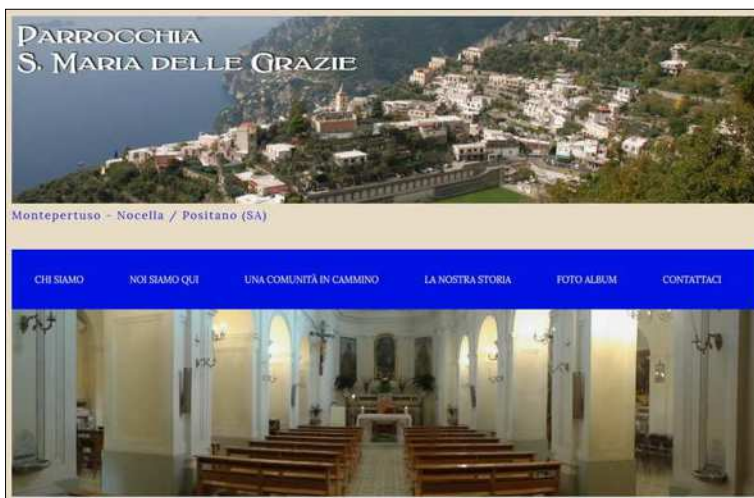 PARROCCHIA
S. MARIA DELLE GRAZIE
Montepertuso - Nocella / Positano (SA)
CHI SIAMO NOI SIAMO QUI UNA COMUNITÀ IN CAMMINO LA NOSTRA STORIA FOTO ALBUM CONTATTACI